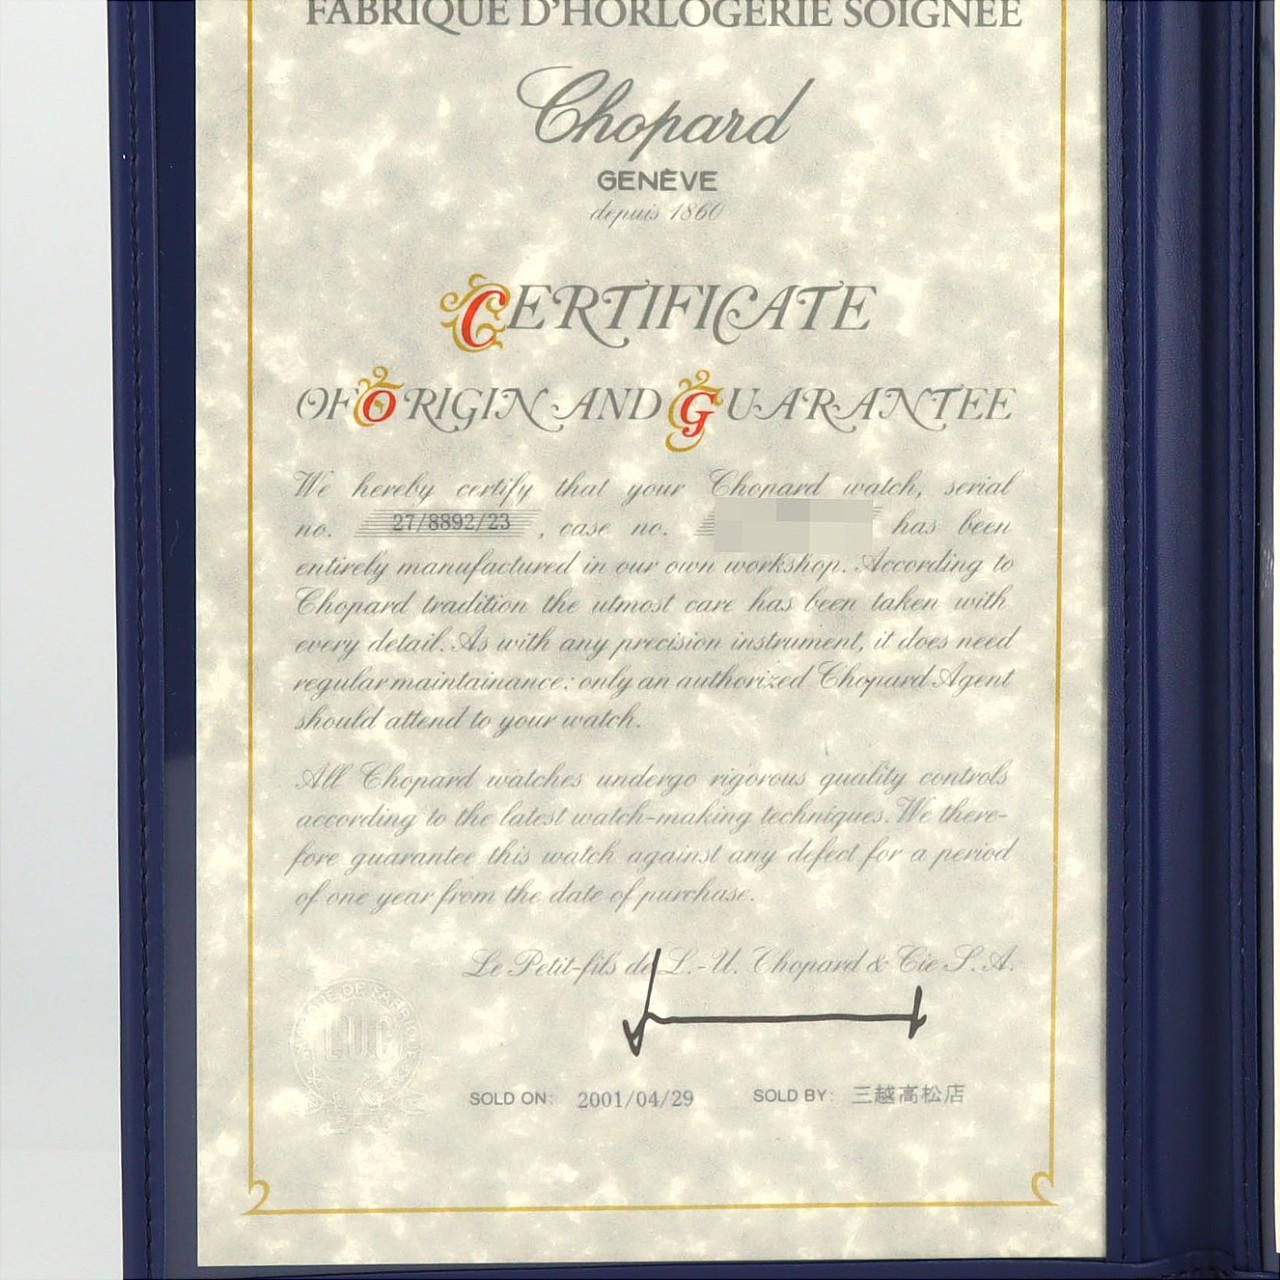 FABRIQUE D'HORLOGERIE SOIGNÉE
Chopard
GENÈVE
depuis 1860
CERTIFICATE
OF ORIGIN AND GUARANTEE
We hereby certify that your Chopard watch, serial
no. 27/8892/23, case no. has been
entirely manufactured in our own workshop. According to
Chopard tradition the utmost care has been taken with
every detail. As with any precision instrument, it does need
regular maintainance: only an authorized Chopard Agent
should attend to your watch.
All Chopard watches undergo rigorous quality controls
according to the latest watch-making techniques. We there-
fore guarantee this watch against any defect for a period
of one year from the date of purchase.
Le Petit-fils de L.-U. Chopard & Cie S.A.
LUC
SOLD ON: 2001/04/29 SOLD BY: 三越高松店